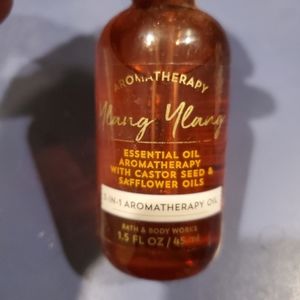 AROMATHERAPY
Ylang Ylang
ESSENTIAL OIL
AROMATHERAPY
WITH CASTOR SEED &
SAFFLOWER OILS
-IN-1 AROMATHERAPY OIL
BATH & BODY WORKS
1.5 FL OZ / 45 mL